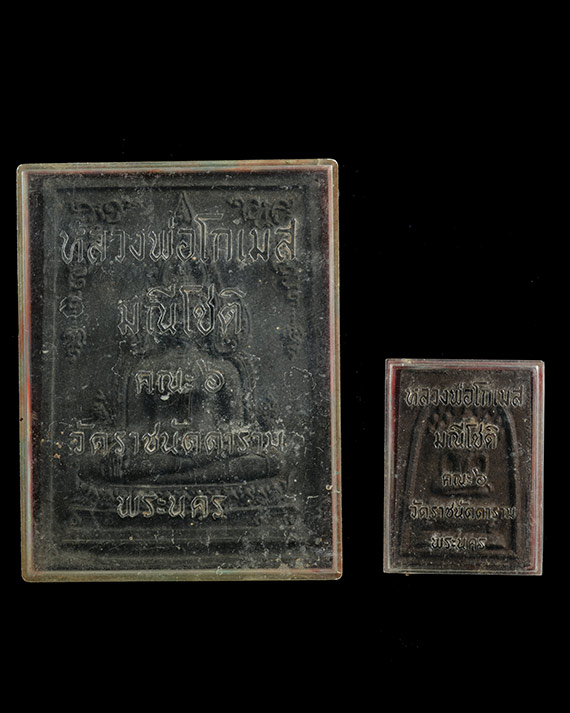 หลวงพ่อโกเมส
มณีโชติ
คณะ ๖
วัดราชนัดดาราม
พระนคร
หลวงพ่อโกเมส
มณีโชติ
คณะ ๖
วัดราชนัดดาราม
พระนคร